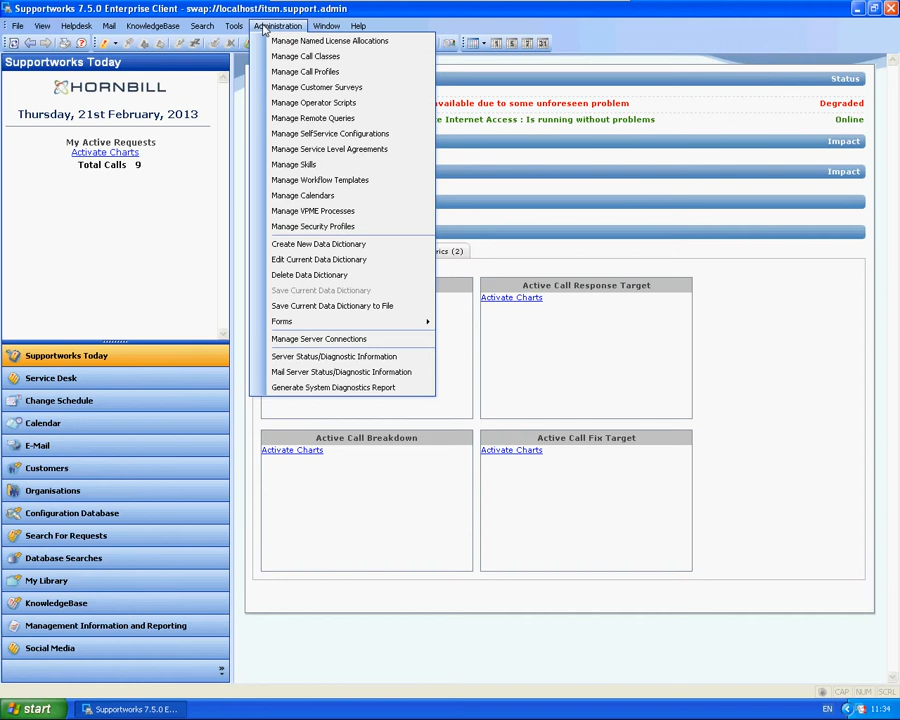 Supportworks 7.5.0 Enterprise Client - swap://localhost/itsm.support.admin
File View Helpdesk Mail KnowledgeBase Search Tools Administration Window Help
Supportworks Today
HORNBILL
Thursday, 21st February, 2013
My Active Requests
Activate Charts
Total Calls 9
Supportworks Today
Service Desk
Change Schedule
Calendar
E-Mail
Customers
Organisations
Configuration Database
Search For Requests
Database Searches
My Library
KnowledgeBase
Management Information and Reporting
Social Media
Manage Named License Allocations
Manage Call Classes
Manage Call Profiles
Manage Customer Surveys
Manage Operator Scripts
Manage Remote Queries
Manage SelfService Configurations
Manage Service Level Agreements
Manage Skills
Manage Workflow Templates
Manage Calendars
Manage VPME Processes
Manage Security Profiles
Create New Data Dictionary
Edit Current Data Dictionary
Delete Data Dictionary
Save Current Data Dictionary
Save Current Data Dictionary to File
Forms
Manage Server Connections
Server Status/Diagnostic Information
Mail Server Status/Diagnostic Information
Generate System Diagnostics Report
Status
available due to some unforeseen problem Degraded
Internet Access : Is running without problems Online
Impact
Impact
(2)
Active Call Response Target
Activate Charts
Active Call Breakdown
Activate Charts
Active Call Fix Target
Activate Charts
CAP NUM SCRL
start
Supportworks 7.5.0 E...
EN
11:34